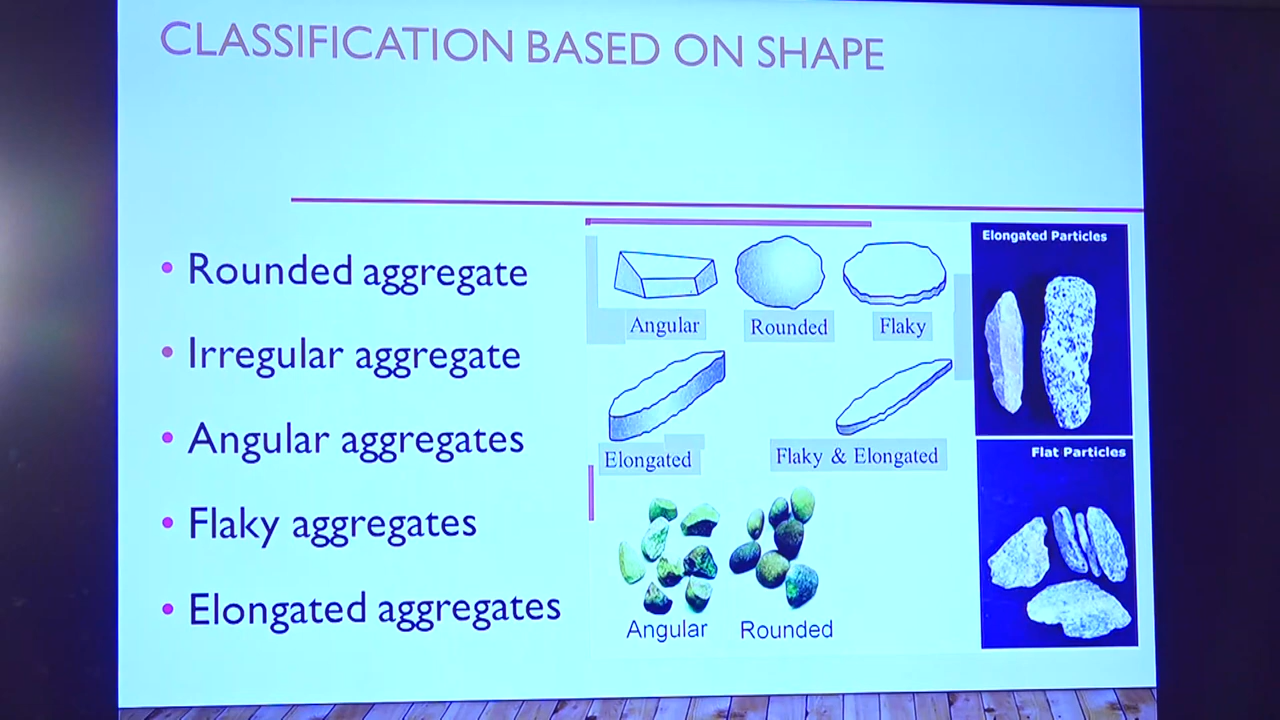 CLASSIFICATION BASED ON SHAPE
• Rounded aggregate
• Irregular aggregate
• Angular aggregates
• Flaky aggregates
• Elongated aggregates
Angular
Rounded
Flaky
Elongated
Flaky & Elongated
Angular
Rounded
Elongated Particles
Flat Particles